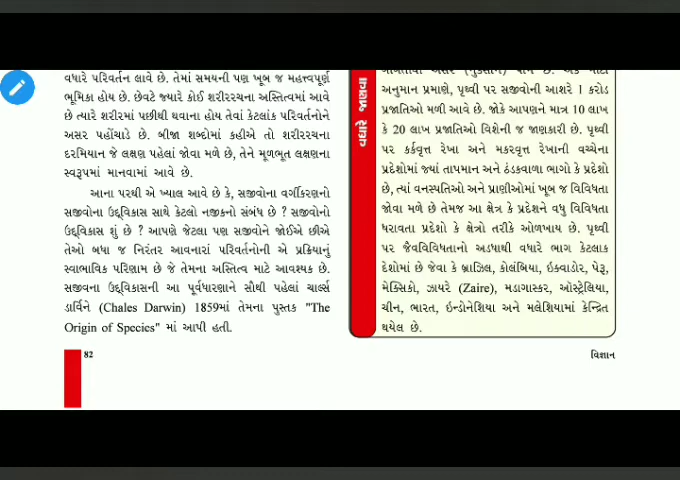 વધારે પરિવર્તન લાવે છે. તેમાં સમયની પણ ખૂબ જ મહત્ત્વપૂર્ણ
ભૂમિકા હોય છે. છેવટે જ્યારે કોઈ શરીરરચના અસ્તિત્વમાં આવે
છે ત્યારે શરીરમાં પછીથી થવાના હોય તેવાં કેટલાંક પરિવર્તનોને
અસર પહોંચાડે છે. બીજા શબ્દોમાં કહીએ તો શરીરરચના
દરમિયાન જે લક્ષણ પહેલાં જોવા મળે છે, તેને મૂળભૂત લક્ષણના
સ્વરૂપમાં માનવામાં આવે છે.
આના પરથી એ ખ્યાલ આવે છે કે, સજીવોના વર્ગીકરણનો
સજીવોના ઉદ્દવિકાસ સાથે કેટલો નજીકનો સંબંધ છે ? સજીવોનો
ઉદ્દવિકાસ શું છે ? આપણે જેટલા પણ સજીવોને જોઈએ છીએ
તેઓ બધા જ નિરંતર આવનારાં પરિવર્તનોની એ પ્રક્રિયાનું
સ્વાભાવિક પરિણામ છે જે તેમના અસ્તિત્વ માટે આવશ્યક છે.
સજીવના ઉદ્દવિકાસની આ પૂર્વધારણાને સૌથી પહેલાં ચાર્લ્સ
ડાર્વિને (Chales Darwin) 1859માં તેમના પુસ્તક "The
Origin of Species" માં આપી હતી.
82
વધારે જાણવા
અનુમાન પ્રમાણે, પૃથ્વી પર સજીવોની આશરે 1 કરોડ
પ્રજાતિઓ મળી આવે છે. જોકે આપણને માત્ર 10 લાખ
કે 20 લાખ પ્રજાતિઓ વિશેની જ જાણકારી છે. પૃથ્વી
પર કર્કવૃત્ત રેખા અને મકરવૃત્ત રેખાની વચ્ચેના
પ્રદેશોમાં જ્યાં તાપમાન અને ઠંડકવાળા ભાગો કે પ્રદેશો
છે, ત્યાં વનસ્પતિઓ અને પ્રાણીઓમાં ખૂબ જ વિવિધતા
જોવા મળે છે તેમજ આ ક્ષેત્ર કે પ્રદેશને વધુ વિવિધતા
ધરાવતા પ્રદેશો કે ક્ષેત્રો તરીકે ઓળખાય છે. પૃથ્વી
પર જૈવવિવિધતાનો અડધાથી વધારે ભાગ કેટલાક
દેશોમાં છે જેવા કે બ્રાઝિલ, કોલંબિયા, ઇક્વાડોર, પેરૂ,
મેક્સિકો, ઝાયરે (Zaire), મડાગાસ્કર, ઓસ્ટ્રેલિયા,
ચીન, ભારત, ઇન્ડોનેશિયા અને મલેશિયામાં કેન્દ્રિત
થયેલ છે.
વિજ્ઞાન